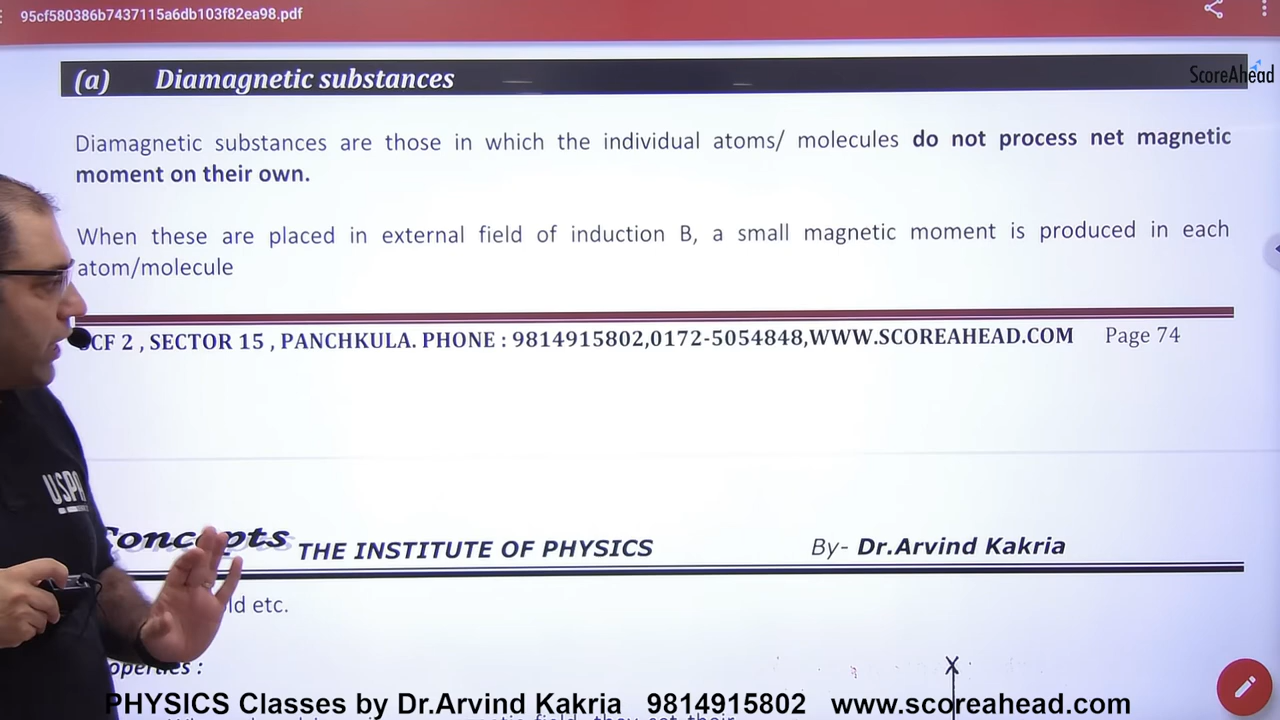 95cf580386b7437115a6db103f82ea98.pdf
(a) Diamagnetic substances
ScoreAhead
Diamagnetic substances are those in which the individual atoms/ molecules do not process net magnetic
moment on their own.
When these are placed in external field of induction B, a small magnetic moment is produced in each
atom/molecule
CF 2 , SECTOR 15 , PANCHKULA. PHONE : 9814915802,0172-5054848,WWW.SCOREAHEAD.COM Page 74
USPA
Concepts THE INSTITUTE OF PHYSICS By- Dr.Arvind Kakria
etc.
X
PHYSICS Classes by Dr.Arvind Kakria 9814915802 www.scoreahead.com